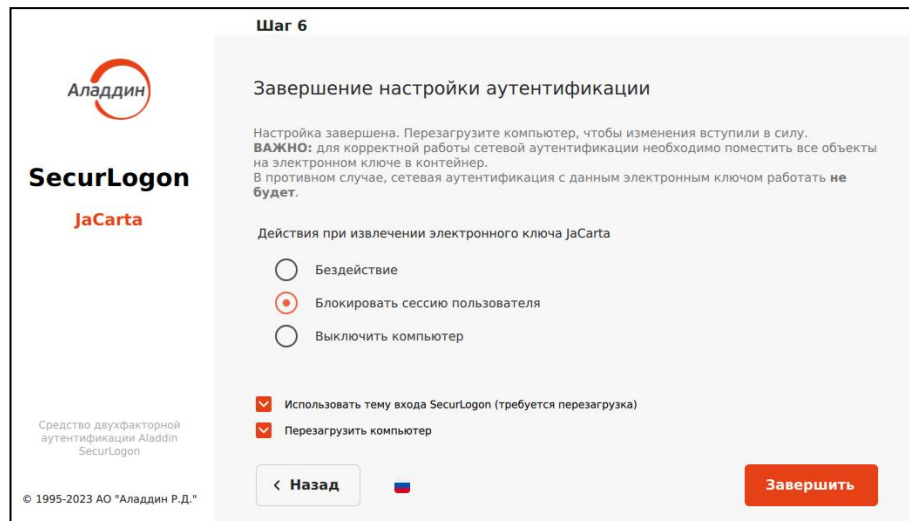 Шаг 6
Аладдин
SecurLogon
JaCarta
Завершение настройки аутентификации
Настройка завершена. Перезагрузите компьютер, чтобы изменения вступили в силу.
ВАЖНО: для корректной работы сетевой аутентификации необходимо поместить все объекты
на электронном ключе в контейнер.
В противном случае, сетевая аутентификация с данным электронным ключом работать не
будет.
Действия при извлечении электронного ключа JaCarta
Бездействие
Блокировать сессию пользователя
Выключить компьютер
Использовать тему входа SecurLogon (требуется перезагрузка)
Перезагрузить компьютер
Средство двухфакторной
аутентификации Aladdin
SecurLogon
© 1995-2023 АО "Аладдин Р.Д."
Назад
Завершить